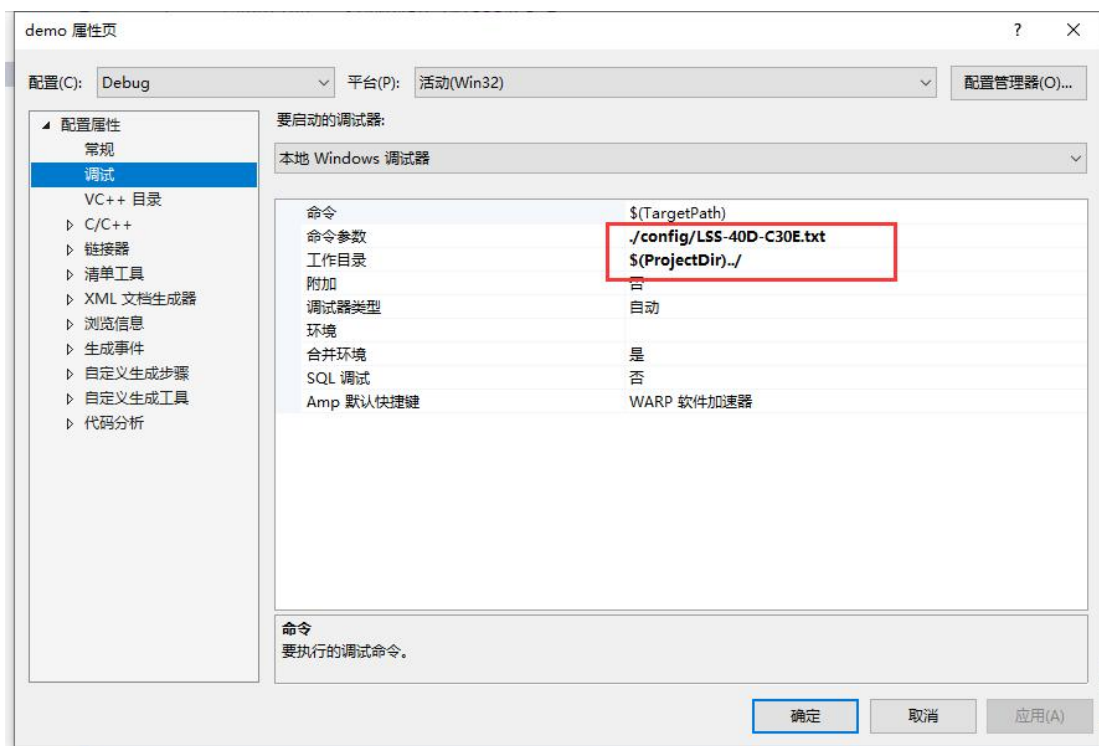 demo 属性页
? ×
配置(C): Debug 平台(P): 活动(Win32) 配置管理器(O)...
配置属性
常规
调试
VC++ 目录
C/C++
链接器
清单工具
XML 文档生成器
浏览信息
生成事件
自定义生成步骤
自定义生成工具
代码分析
要启动的调试器:
本地 Windows 调试器
命令 $(TargetPath)
命令参数 ./config/LSS-40D-C30E.txt
工作目录 $(ProjectDir)../
附加 否
调试器类型 自动
环境
合并环境 是
SQL 调试 否
Amp 默认快捷键 WARP 软件加速器
命令
要执行的调试命令。
确定 取消 应用(A)